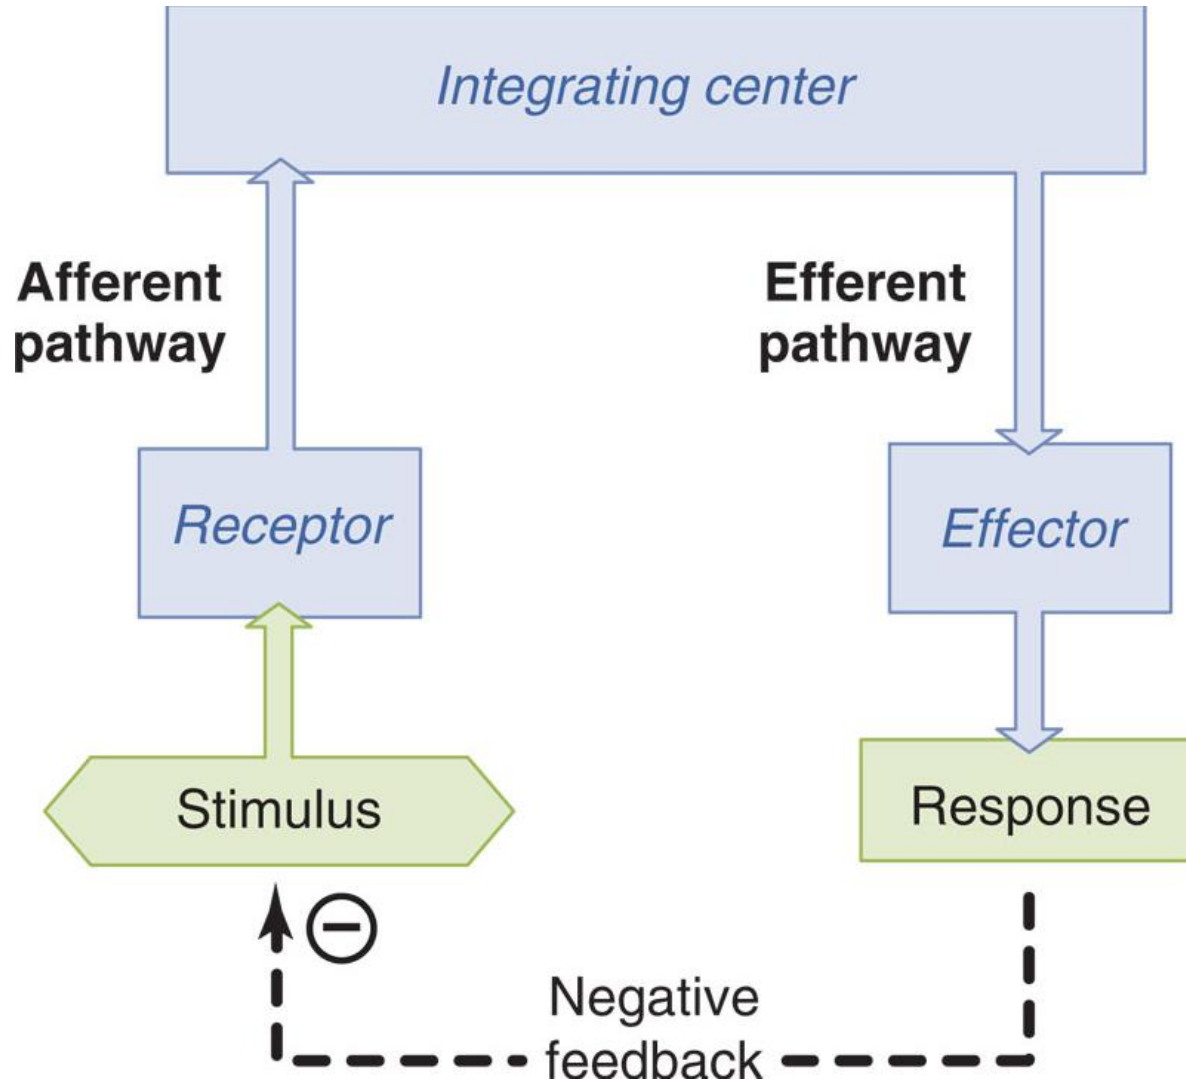 Integrating center
Afferent
pathway
Efferent
pathway
Receptor
Effector
Stimulus
Response
−
Negative
feedback